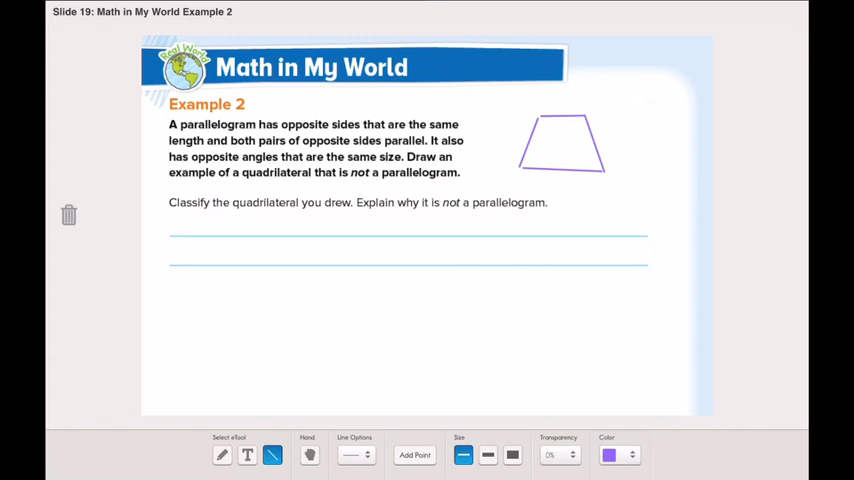 Slide 19: Math in My World Example 2
Real World
Math in My World
Example 2
A parallelogram has opposite sides that are the same
length and both pairs of opposite sides parallel. It also
has opposite angles that are the same size. Draw an
example of a quadrilateral that is not a parallelogram.
Classify the quadrilateral you drew. Explain why it is not a parallelogram.
Select eTool
Hand
Line Options
Size
Transparency
Color
T
Add Point
0%